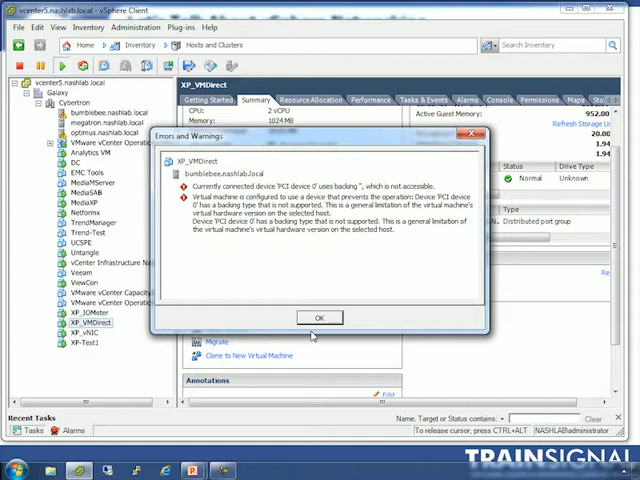 vcenter5.nashlab.local - vSphere Client
File Edit View Inventory Administration Plug-ins Help
Home Inventory Hosts and Clusters Search Inventory
vcenter5.nashlab.local
Galaxy
Cybertron
bumblebee.nashlab.local
megatron.nashlab.local
optimus.nashlab.local
VMware vCenter Operatio
Analytics VM
DC
EMC Tools
MediaMServer
MediaSAB
MediaXP
Netformx
TrendManager
Trend-Test
UCSPE
Untangle
vCenter Infrastructure Na
Veeam
ViewCon
VMware vCenter Capacity
VMware vCenter Operatio
XP_IOMeter
XP_VMDirect
XP_vNIC
XP-Test1
XP_VMDirect
Getting Started Summary Resource Allocation Performance Tasks & Events Alarms Console Permissions Maps Sto
CPU: 2 vCPU
Memory: 1024 MB
Active Guest Memory: 952.00
Refresh Storage Us
20.00
1.94
1.94
Status Drive Type
Normal Unknown
Type
Distributed port group
Re
Errors and Warnings
XP_VMDirect
bumblebee.nashlab.local
Currently connected device 'PCI device 0' uses backing '', which is not accessible.
Virtual machine is configured to use a device that prevents the operation: Device 'PCI device
0' has a backing type that is not supported. This is a general limitation of the virtual machine's
virtual hardware version on the selected host.
Device 'PCI device 0' has a backing type that is not supported. This is a general limitation of
the virtual machine's virtual hardware version on the selected host.
OK
Migrate
Clone to New Virtual Machine
Annotations
Edit
Recent Tasks
Name, Target or Status contains: Clear
Tasks Alarms To release cursor, press CTRL+ALT NASHLAB\administrator
TRAINSIGNAL